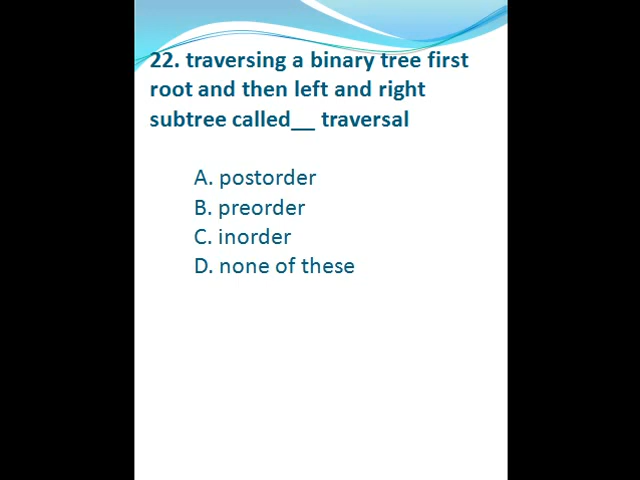 22. traversing a binary tree first
root and then left and right
subtree called__ traversal
A. postorder
B. preorder
C. inorder
D. none of these